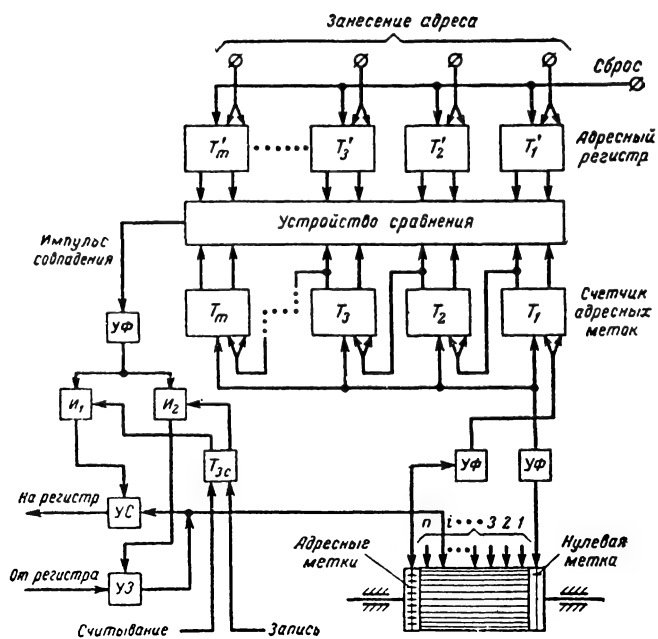 Занесение адреса
Сброс
T'm T'3 T'2 T'1
Адресный
регистр
Устройство сравнения
Импульс
совпадения
Tm T3 T2 T1
Счетчик
адресных
меток
УФ
И1 И2
Tзс
УФ УФ
На регистр
УС
n i 3 2 1
Адресные
метки
Нулевая
метка
От регистра
УЗ
Считывание
Запись